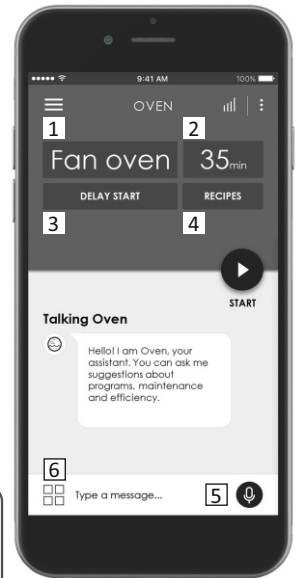 9:41 AM 100%
OVEN
1 2
Fan oven 35min
DELAY START RECIPES
3 4
START
Talking Oven
Hello! I am Oven, your
assistant. You can ask me
suggestions about
programs, maintenance
and efficiency.
6
Type a message... 5